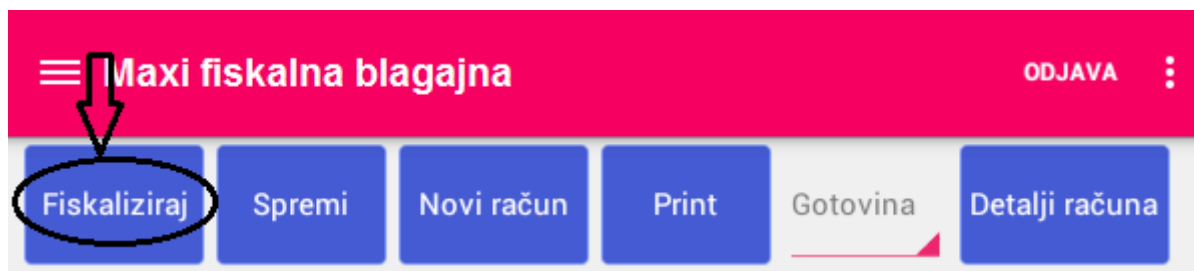 Maxi fiskalna blagajna ODJAVA
Fiskaliziraj Spremi Novi račun Print Gotovina Detalji računa